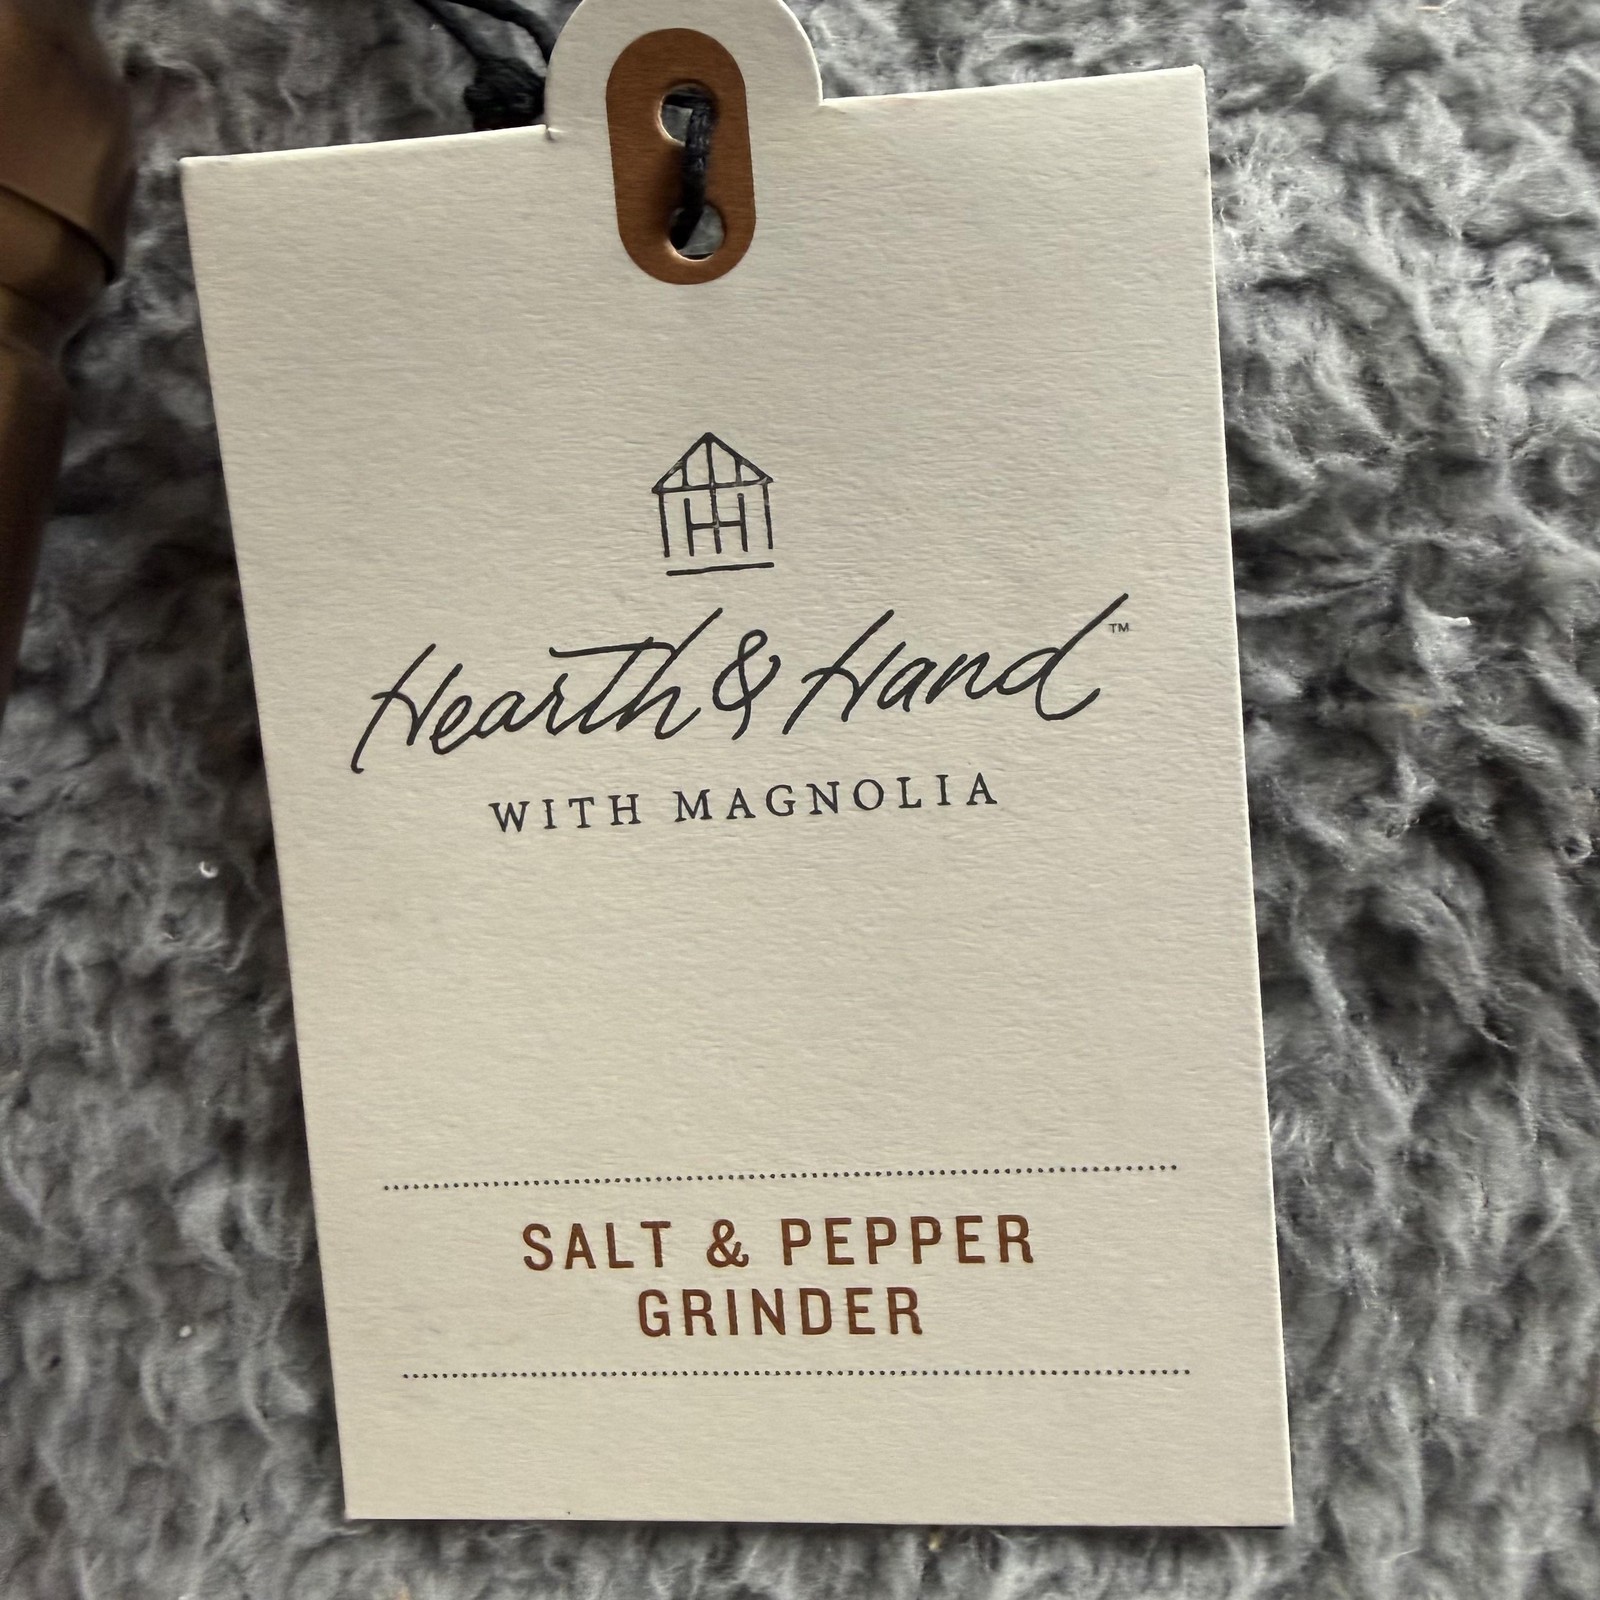 Hearth & Hand™
WITH MAGNOLIA
SALT & PEPPER
GRINDER